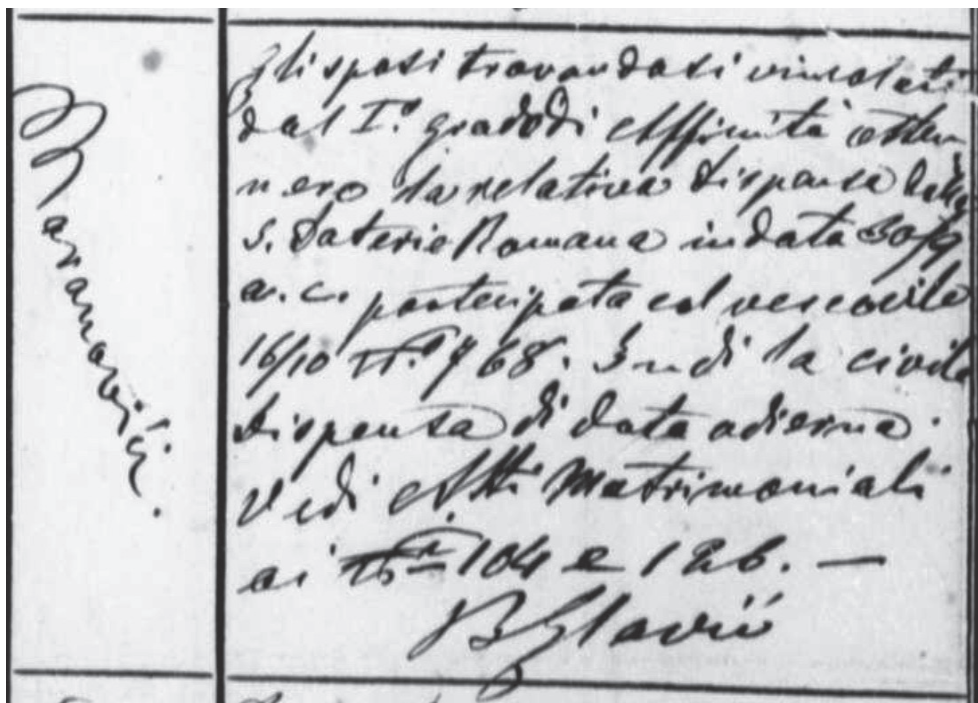 Maranović.
Gli sposi trovandosi vincolati
dal I.º grado di Affinità otten
nero la relativa dispensa dalla
S. Dateria Romana in data 30/9
a. c. partecipata col vescovile
16/10 N.º 768. Indi la civile
dispensa di data odierna.
Vedi Atti Matrimoniali
ai N.ri 104 e 126. —
B Glavić